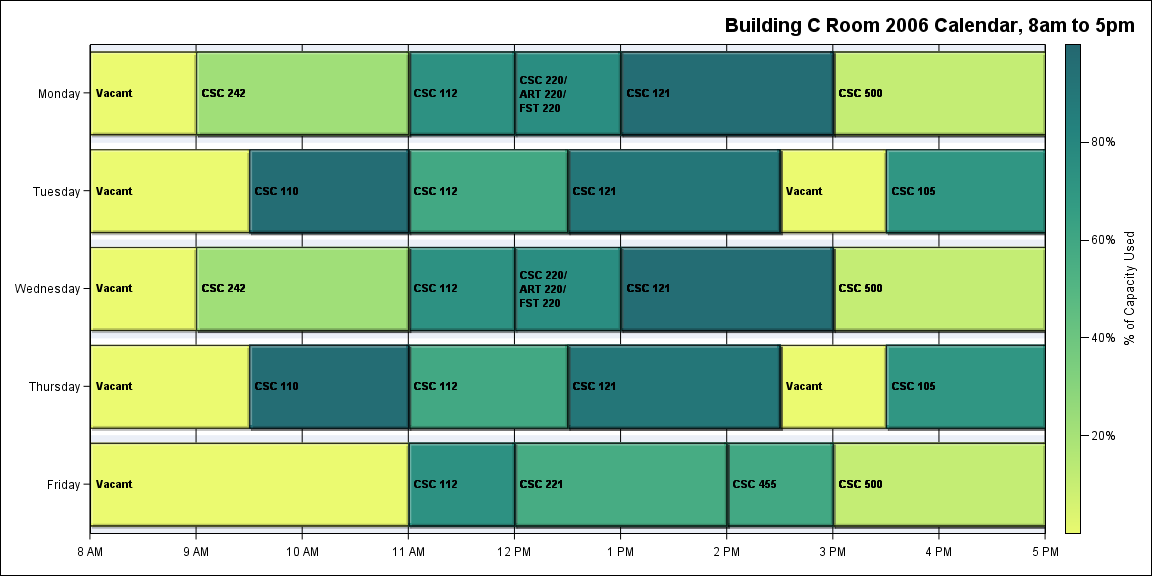 Building C Room 2006 Calendar, 8am to 5pm
Monday
Vacant
CSC 242
CSC 112
CSC 220/
ART 220/
FST 220
CSC 121
CSC 500
Tuesday
Vacant
CSC 110
CSC 112
CSC 121
Vacant
CSC 105
Wednesday
Vacant
CSC 242
CSC 112
CSC 220/
ART 220/
FST 220
CSC 121
CSC 500
Thursday
Vacant
CSC 110
CSC 112
CSC 121
Vacant
CSC 105
Friday
Vacant
CSC 112
CSC 221
CSC 455
CSC 500
8 AM
9 AM
10 AM
11 AM
12 PM
1 PM
2 PM
3 PM
4 PM
5 PM
80%
60%
40%
20%
% of Capacity Used